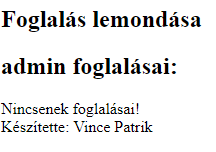 Foglalás lemondása
admin foglalásai:
Nincsenek foglalásai!
Készítette: Vince Patrik